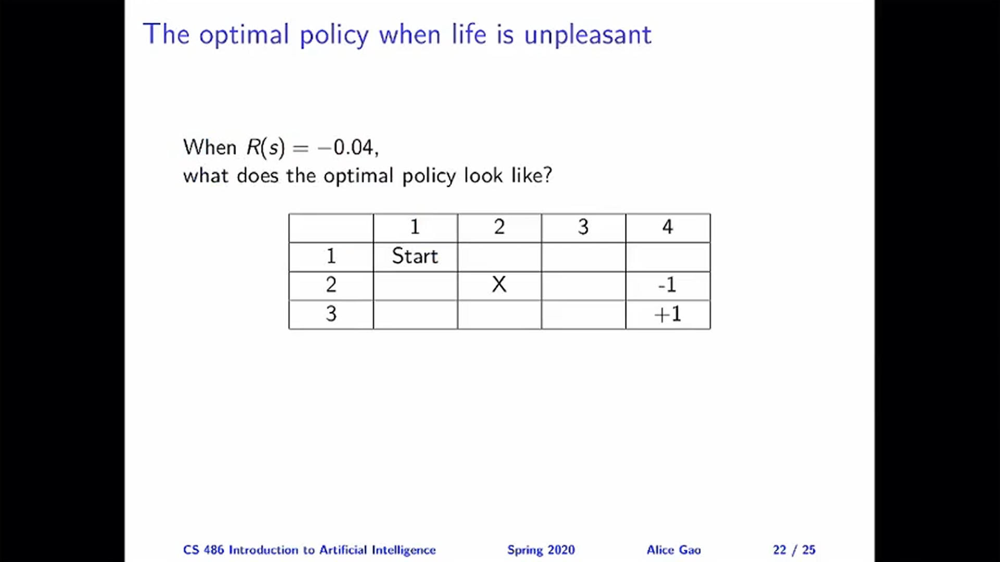 The optimal policy when life is unpleasant
When R(s) = −0.04,
what does the optimal policy look like?
1 2 3 4
1 Start
2 X -1
3 +1
CS 486 Introduction to Artificial Intelligence Spring 2020 Alice Gao 22 / 25